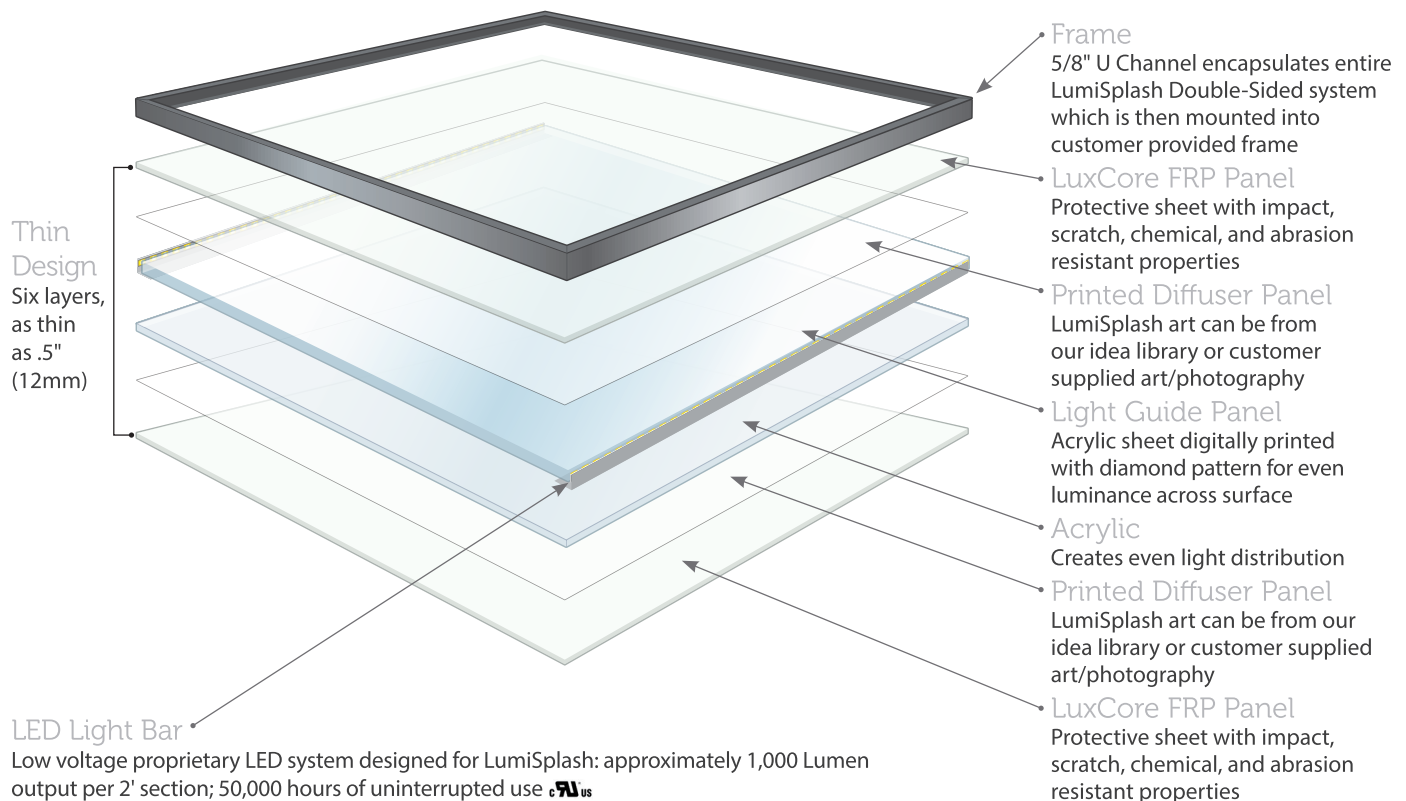 Frame
5/8" U Channel encapsulates entire
LumiSplash Double-Sided system
which is then mounted into
customer provided frame
LuxCore FRP Panel
Protective sheet with impact,
scratch, chemical, and abrasion
resistant properties
Printed Diffuser Panel
LumiSplash art can be from
our idea library or customer
supplied art/photography
Light Guide Panel
Acrylic sheet digitally printed
with diamond pattern for even
luminance across surface
Acrylic
Creates even light distribution
Printed Diffuser Panel
LumiSplash art can be from our
idea library or customer supplied
art/photography
LuxCore FRP Panel
Protective sheet with impact,
scratch, chemical, and abrasion
resistant properties
Thin
Design
Six layers,
as thin
as .5"
(12mm)
LED Light Bar
Low voltage proprietary LED system designed for LumiSplash: approximately 1,000 Lumen
output per 2' section; 50,000 hours of uninterrupted use c RU us